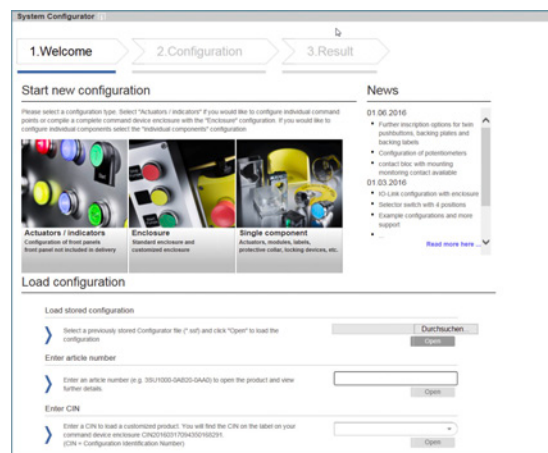 System Configurator
1.Welcome
2.Configuration
3.Result
Start new configuration
Please select a configuration type. Select "Actuators / indicators" if you would like to configure individual command
points or compile a complete command device enclosure with the "Enclosure" configuration. If you would like to
configure individual components select the "Individual components" configuration
Actuators / indicators
Configuration of front panels
front panel not included in delivery
Enclosure
Standard enclosure and
customized enclosure
Single component
Actuators, modules, labels,
protective collar, locking devices, etc.
News
01.06.2016
Further inscription options for twin
pushbuttons, backing plates and
backing labels
Configuration of potentiometers
contact bloc with mounting
monitoring contact available
01.03.2016
IO-Link configuration with enclosure
Selector switch with 4 positions
Example configurations and more
support
...
Read more here ...
Load configuration
Load stored configuration
Select a previously stored Configurator file (*.ssf) and click "Open" to load the
configuration
Durchsuchen...
Open
Enter article number
Enter an article number (e.g. 3SU1000-0AB20-0AA0) to open the product and view
further details.
Open
Enter CIN
Enter a CIN to load a customized product. You will find the CIN on the label on your
command device enclosure
(CIN = Configuration Identification Number)
Open